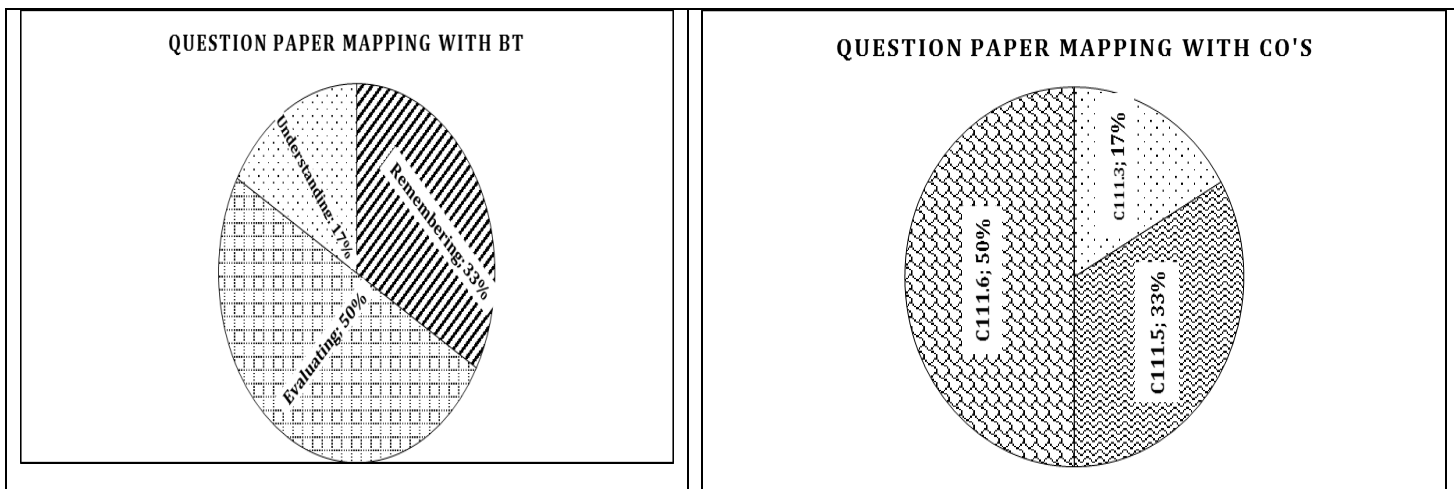 QUESTION PAPER MAPPING WITH BT
Understanding; 17%
Remembering; 33%
Evaluating; 50%
QUESTION PAPER MAPPING WITH CO'S
C111.3; 17%
C111.6; 50%
C111.5; 33%